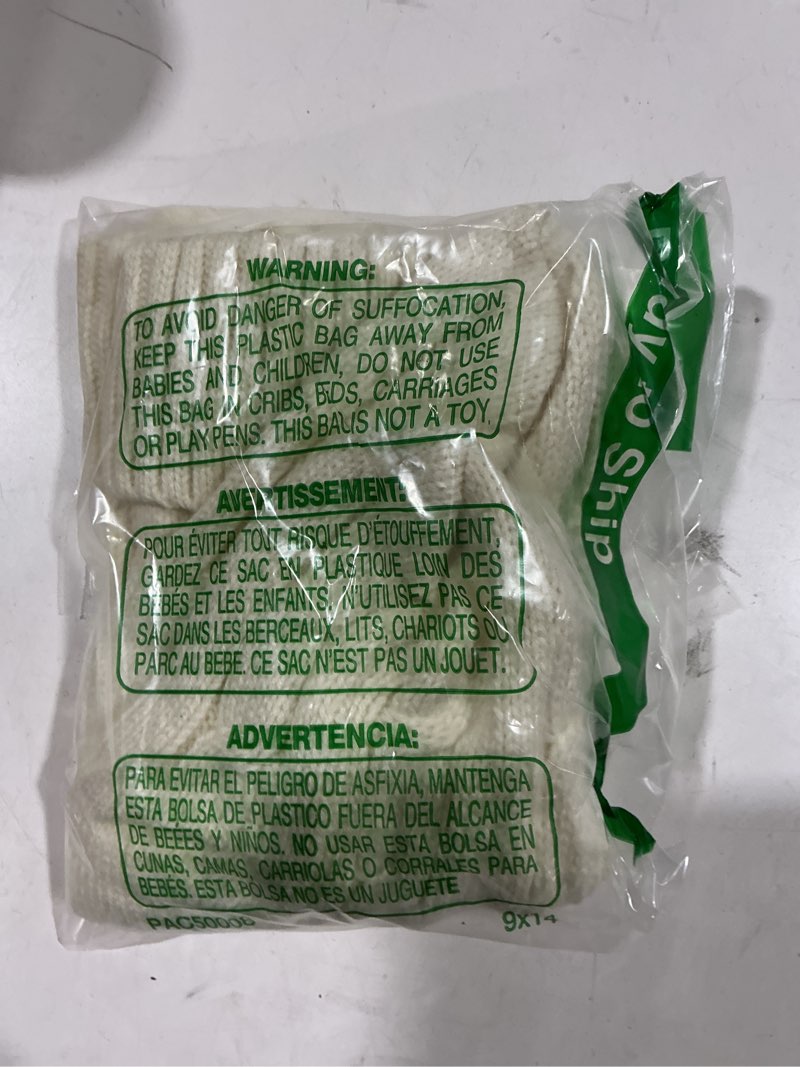 WARNING:
TO AVOID DANGER OF SUFFOCATION,
KEEP THIS PLASTIC BAG AWAY FROM
BABIES AND CHILDREN, DO NOT USE
THIS BAG IN CRIBS, BEDS, CARRIAGES
OR PLAY PENS. THIS BAG IS NOT A TOY.
AVERTISSEMENT:
POUR ÉVITER TOUT RISQUE D'ÉTOUFFEMENT,
GARDEZ CE SAC EN PLASTIQUE LOIN DES
BÉBÉS ET LES ENFANTS. N'UTILISEZ PAS CE
SAC DANS LES BERCEAUX, LITS, CHARIOTS OU
PARC AU BEBE. CE SAC N'EST PAS UN JOUET.
ADVERTENCIA:
PARA EVITAR EL PELIGRO DE ASFIXIA, MANTENGA
ESTA BOLSA DE PLASTICO FUERA DEL ALCANCE
DE BEBES Y NIÑOS. NO USAR ESTA BOLSA EN
CUNAS, CAMAS, CARRIOLAS O CORRALES PARA
BEBES. ESTA BOLSA NO ES UN JUGUETE
9x14
Ship